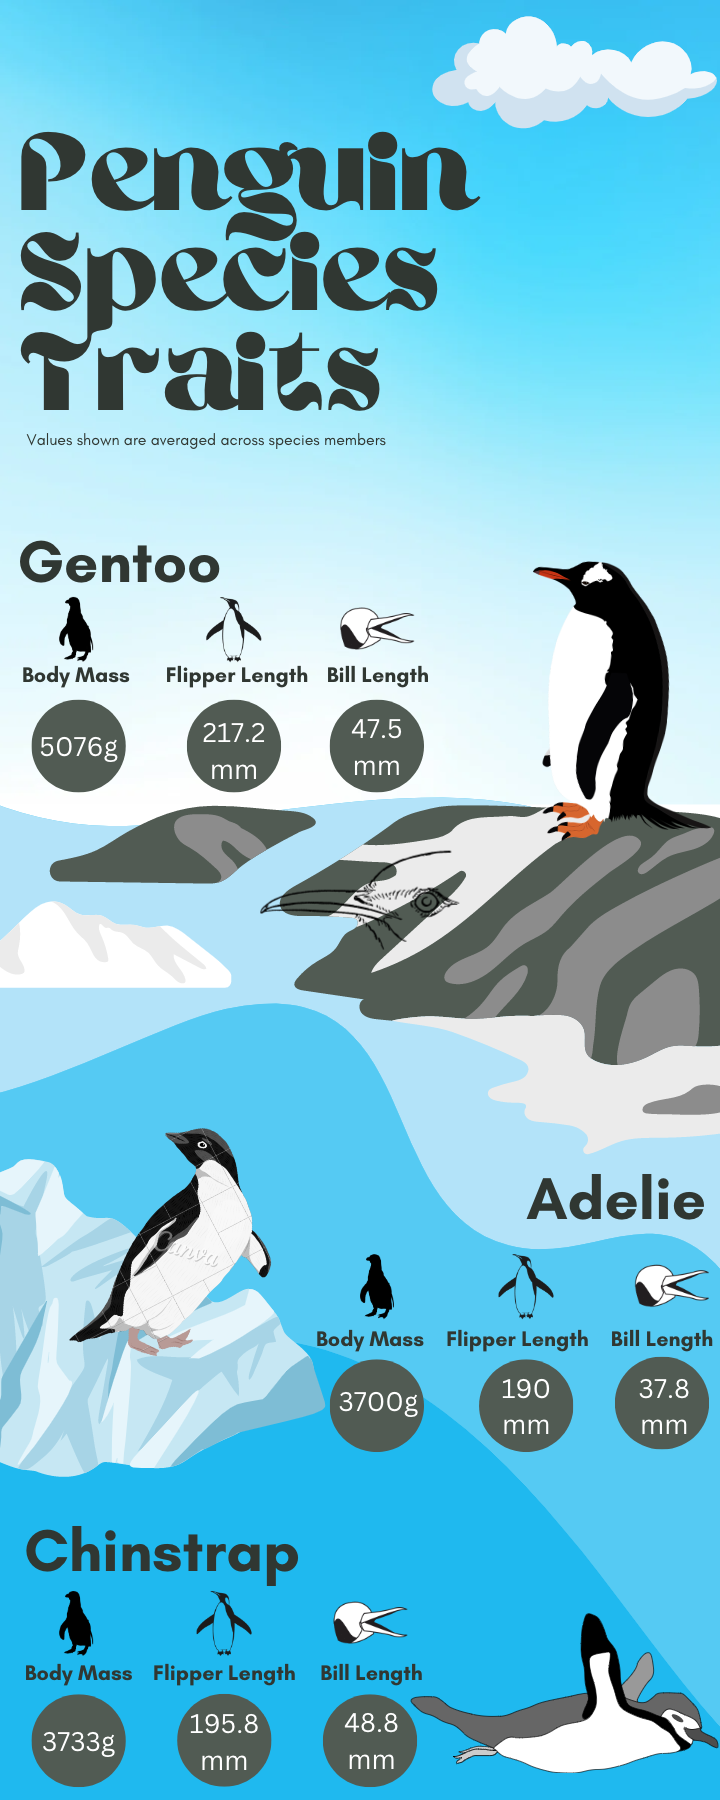 Penguin
Species
Traits
Values shown are averaged across species members
Gentoo
Body Mass
Flipper Length
Bill Length
5076g
217.2
mm
47.5
mm
Canva
Adelie
Body Mass
Flipper Length
Bill Length
3700g
190
mm
37.8
mm
Chinstrap
Body Mass
Flipper Length
Bill Length
3733g
195.8
mm
48.8
mm